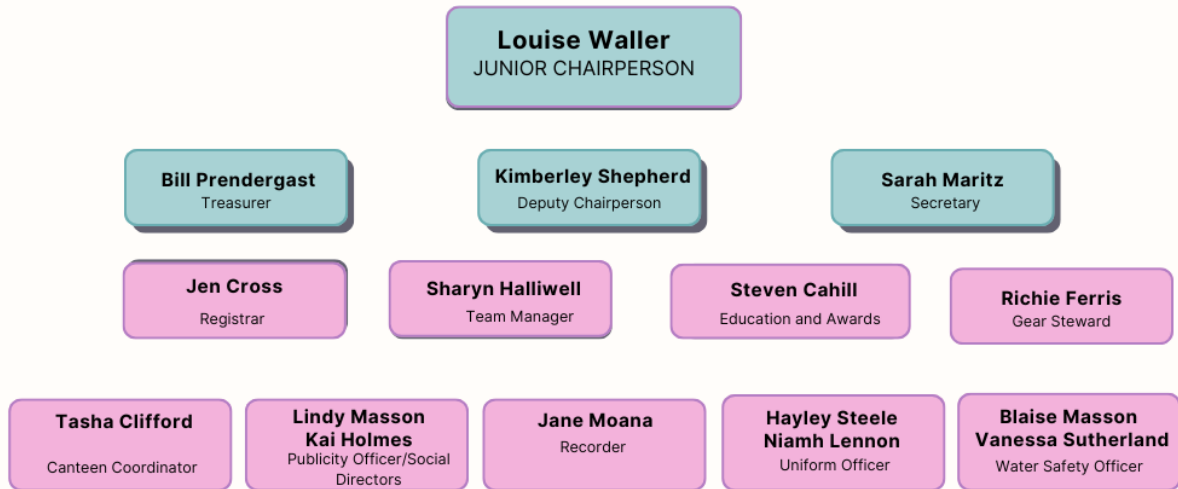 Louise Waller
JUNIOR CHAIRPERSON
Bill Prendergast
Treasurer
Kimberley Shepherd
Deputy Chairperson
Sarah Maritz
Secretary
Jen Cross
Registrar
Sharyn Halliwell
Team Manager
Steven Cahill
Education and Awards
Richie Ferris
Gear Steward
Tasha Clifford
Canteen Coordinator
Lindy Masson
Kai Holmes
Publicity Officer/Social
Directors
Jane Moana
Recorder
Hayley Steele
Niamh Lennon
Uniform Officer
Blaise Masson
Vanessa Sutherland
Water Safety Officer